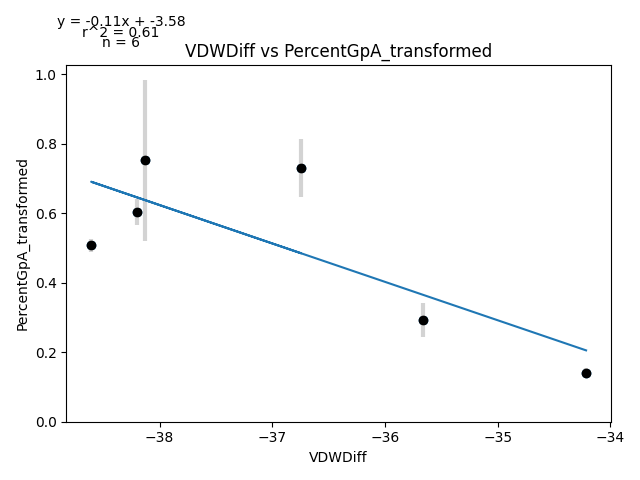 y = -0.11x + -3.58
r^2 = 0.61
n = 6
VDWDiff vs PercentGpA_transformed
PercentGpA_transformed
1.0
0.8
0.6
0.4
0.2
0.0
−38 −37 −36 −35 −34
VDWDiff